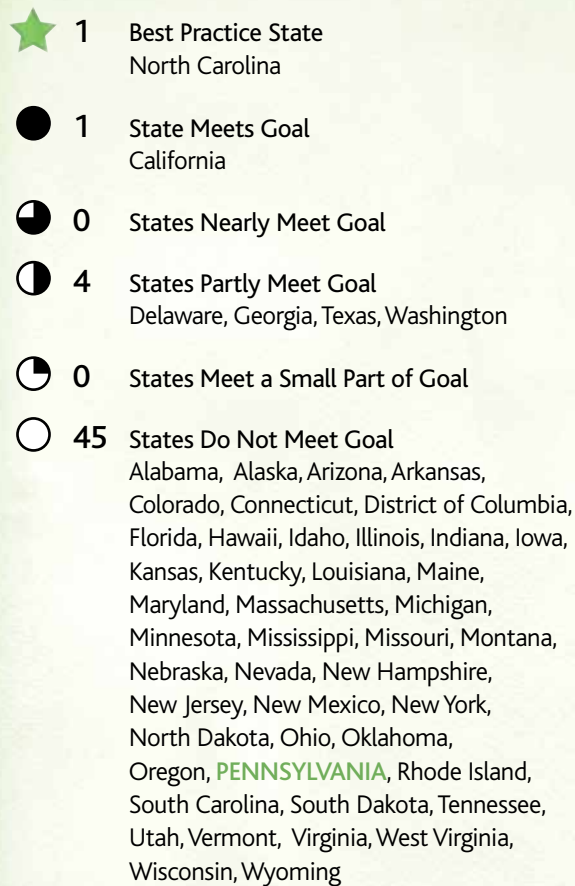 1 Best Practice State
North Carolina
1 State Meets Goal
California
0 States Nearly Meet Goal
4 States Partly Meet Goal
Delaware, Georgia, Texas, Washington
0 States Meet a Small Part of Goal
45 States Do Not Meet Goal
Alabama, Alaska, Arizona, Arkansas,
Colorado, Connecticut, District of Columbia,
Florida, Hawaii, Idaho, Illinois, Indiana, Iowa,
Kansas, Kentucky, Louisiana, Maine,
Maryland, Massachusetts, Michigan,
Minnesota, Mississippi, Missouri, Montana,
Nebraska, Nevada, New Hampshire,
New Jersey, New Mexico, New York,
North Dakota, Ohio, Oklahoma,
Oregon, PENNSYLVANIA, Rhode Island,
South Carolina, South Dakota, Tennessee,
Utah, Vermont, Virginia, West Virginia,
Wisconsin, Wyoming